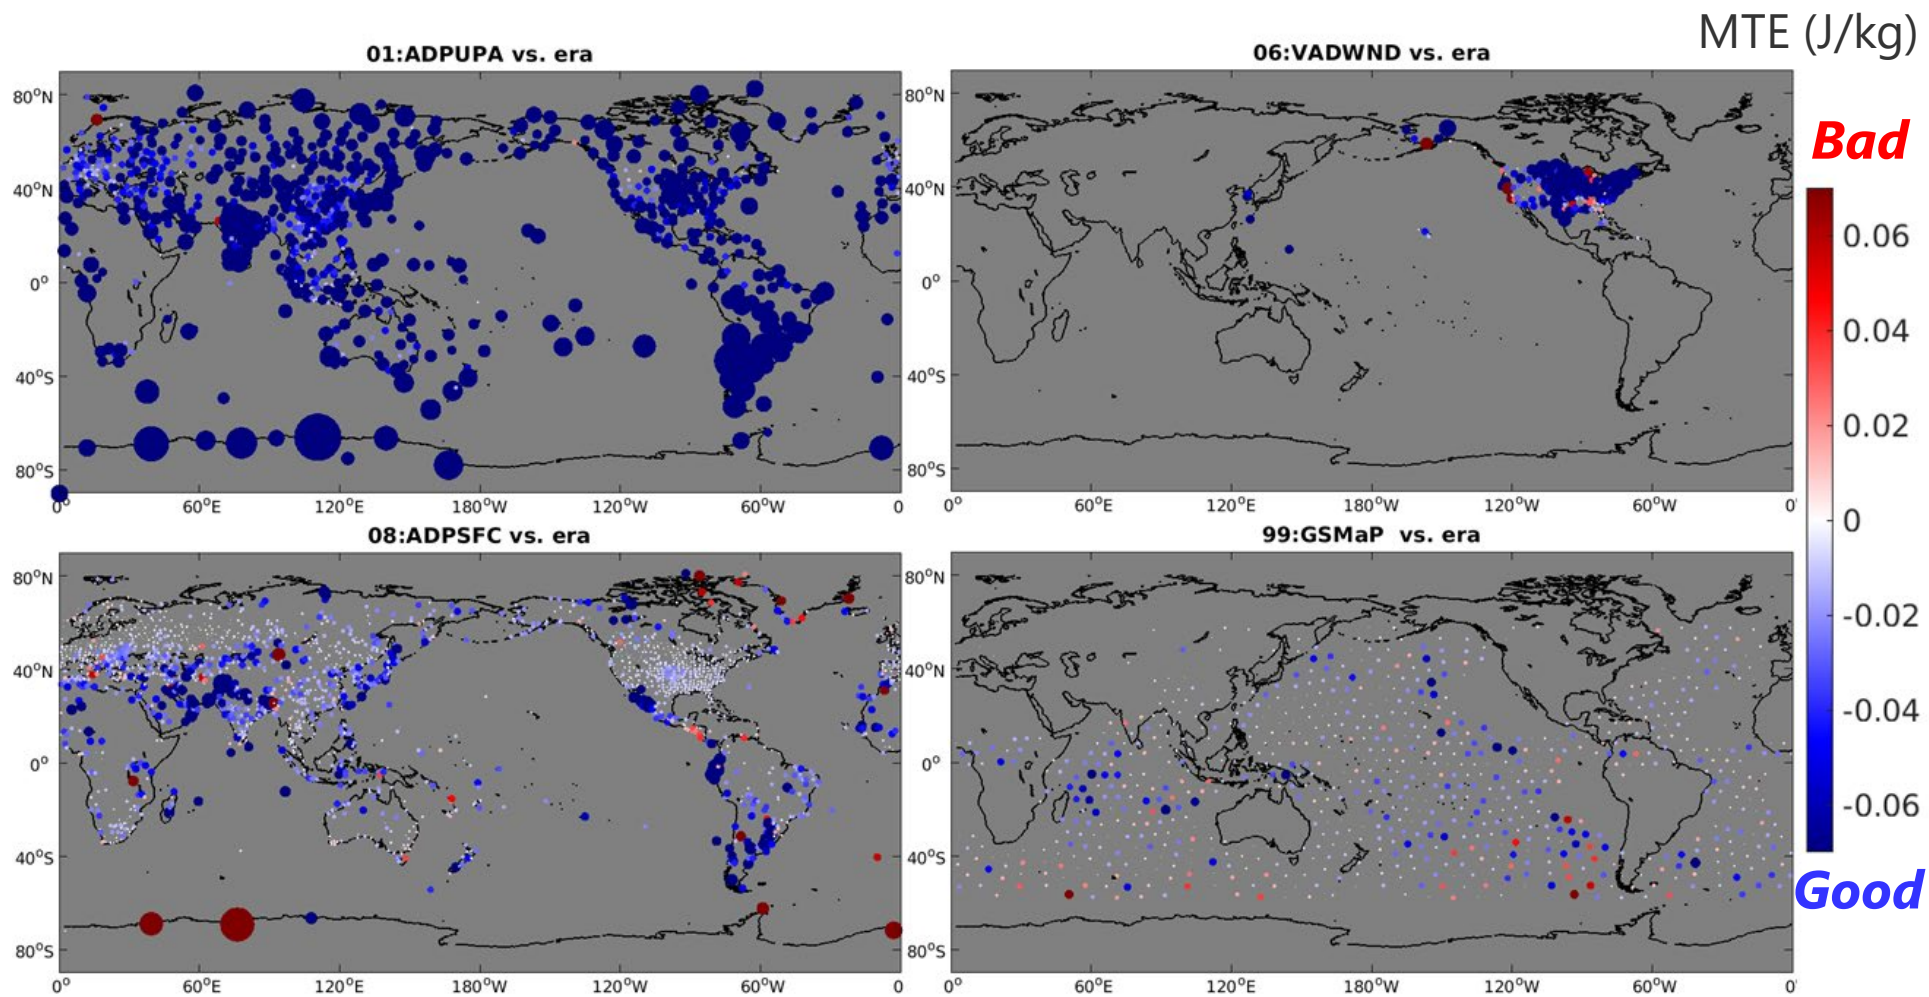 MTE (J/kg)
01:ADPUPA vs. era
06:VADWND vs. era
80°N
40°N
0°
40°S
80°S
0°
60°E
120°E
180°W
120°W
60°W
0
80°N
40°N
0°
40°S
80°S
0°
60°E
120°E
180°W
120°W
60°W
0
Bad
0.06
0.04
0.02
0
-0.02
-0.04
-0.06
Good
08:ADPSFC vs. era
99:GSMaP vs. era
80°N
40°N
0°
40°S
80°S
0°
60°E
120°E
180°W
120°W
60°W
0
80°N
40°N
0°
40°S
80°S
0°
60°E
120°E
180°W
120°W
60°W
0